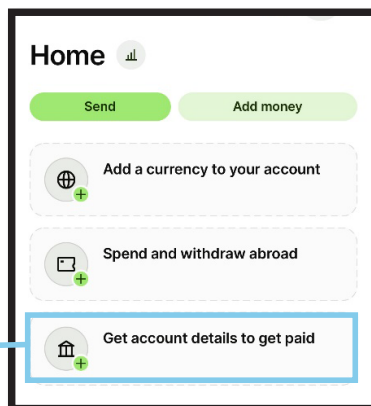 Home
Send
Add money
Add a currency to your account
Spend and withdraw abroad
Get account details to get paid